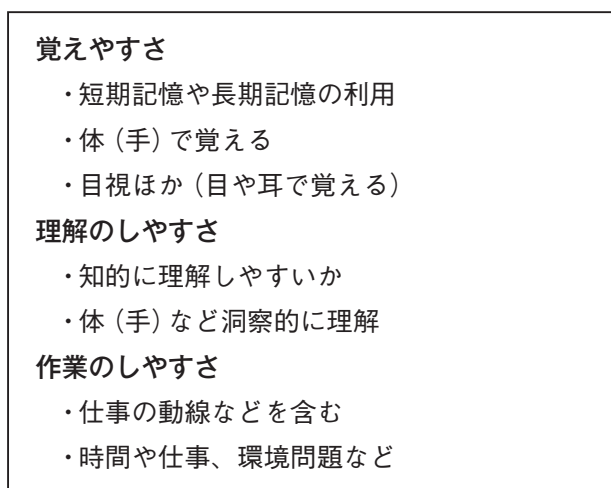 覚えやすさ
・短期記憶や長期記憶の利用
・体（手）で覚える
・目視ほか（目や耳で覚える）
理解のしやすさ
・知的に理解しやすいか
・体（手）など洞察的に理解
作業のしやすさ
・仕事の動線などを含む
・時間や仕事、環境問題など